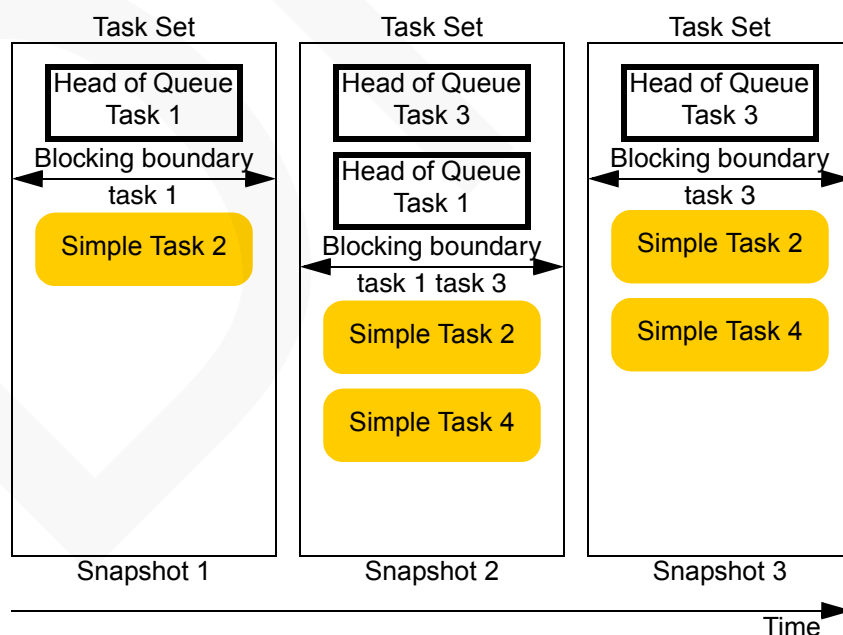 Task Set
Head of Queue
Task 1
Blocking boundary
task 1
Simple Task 2
Snapshot 1
Task Set
Head of Queue
Task 3
Head of Queue
Task 1
Blocking boundary
task 1 task 3
Simple Task 2
Simple Task 4
Snapshot 2
Task Set
Head of Queue
Task 3
Blocking boundary
task 3
Simple Task 2
Simple Task 4
Snapshot 3
Time